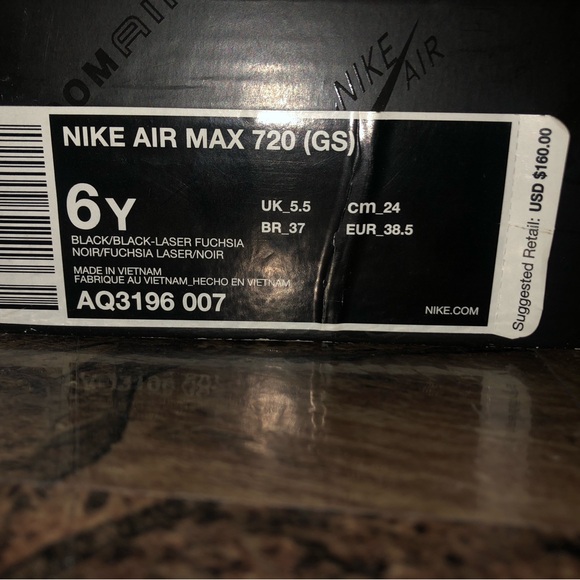 OMAIR
NIKE AIR
NIKE AIR MAX 720 (GS)
6Y
UK_5.5 cm_24
BR_37 EUR_38.5
BLACK/BLACK-LASER FUCHSIA
NOIR/FUCHSIA LASER/NOIR
MADE IN VIETNAM
FABRIQUE AU VIETNAM_HECHO EN VIETNAM
AQ3196 007
NIKE.COM
Suggested Retail: USD $160.00